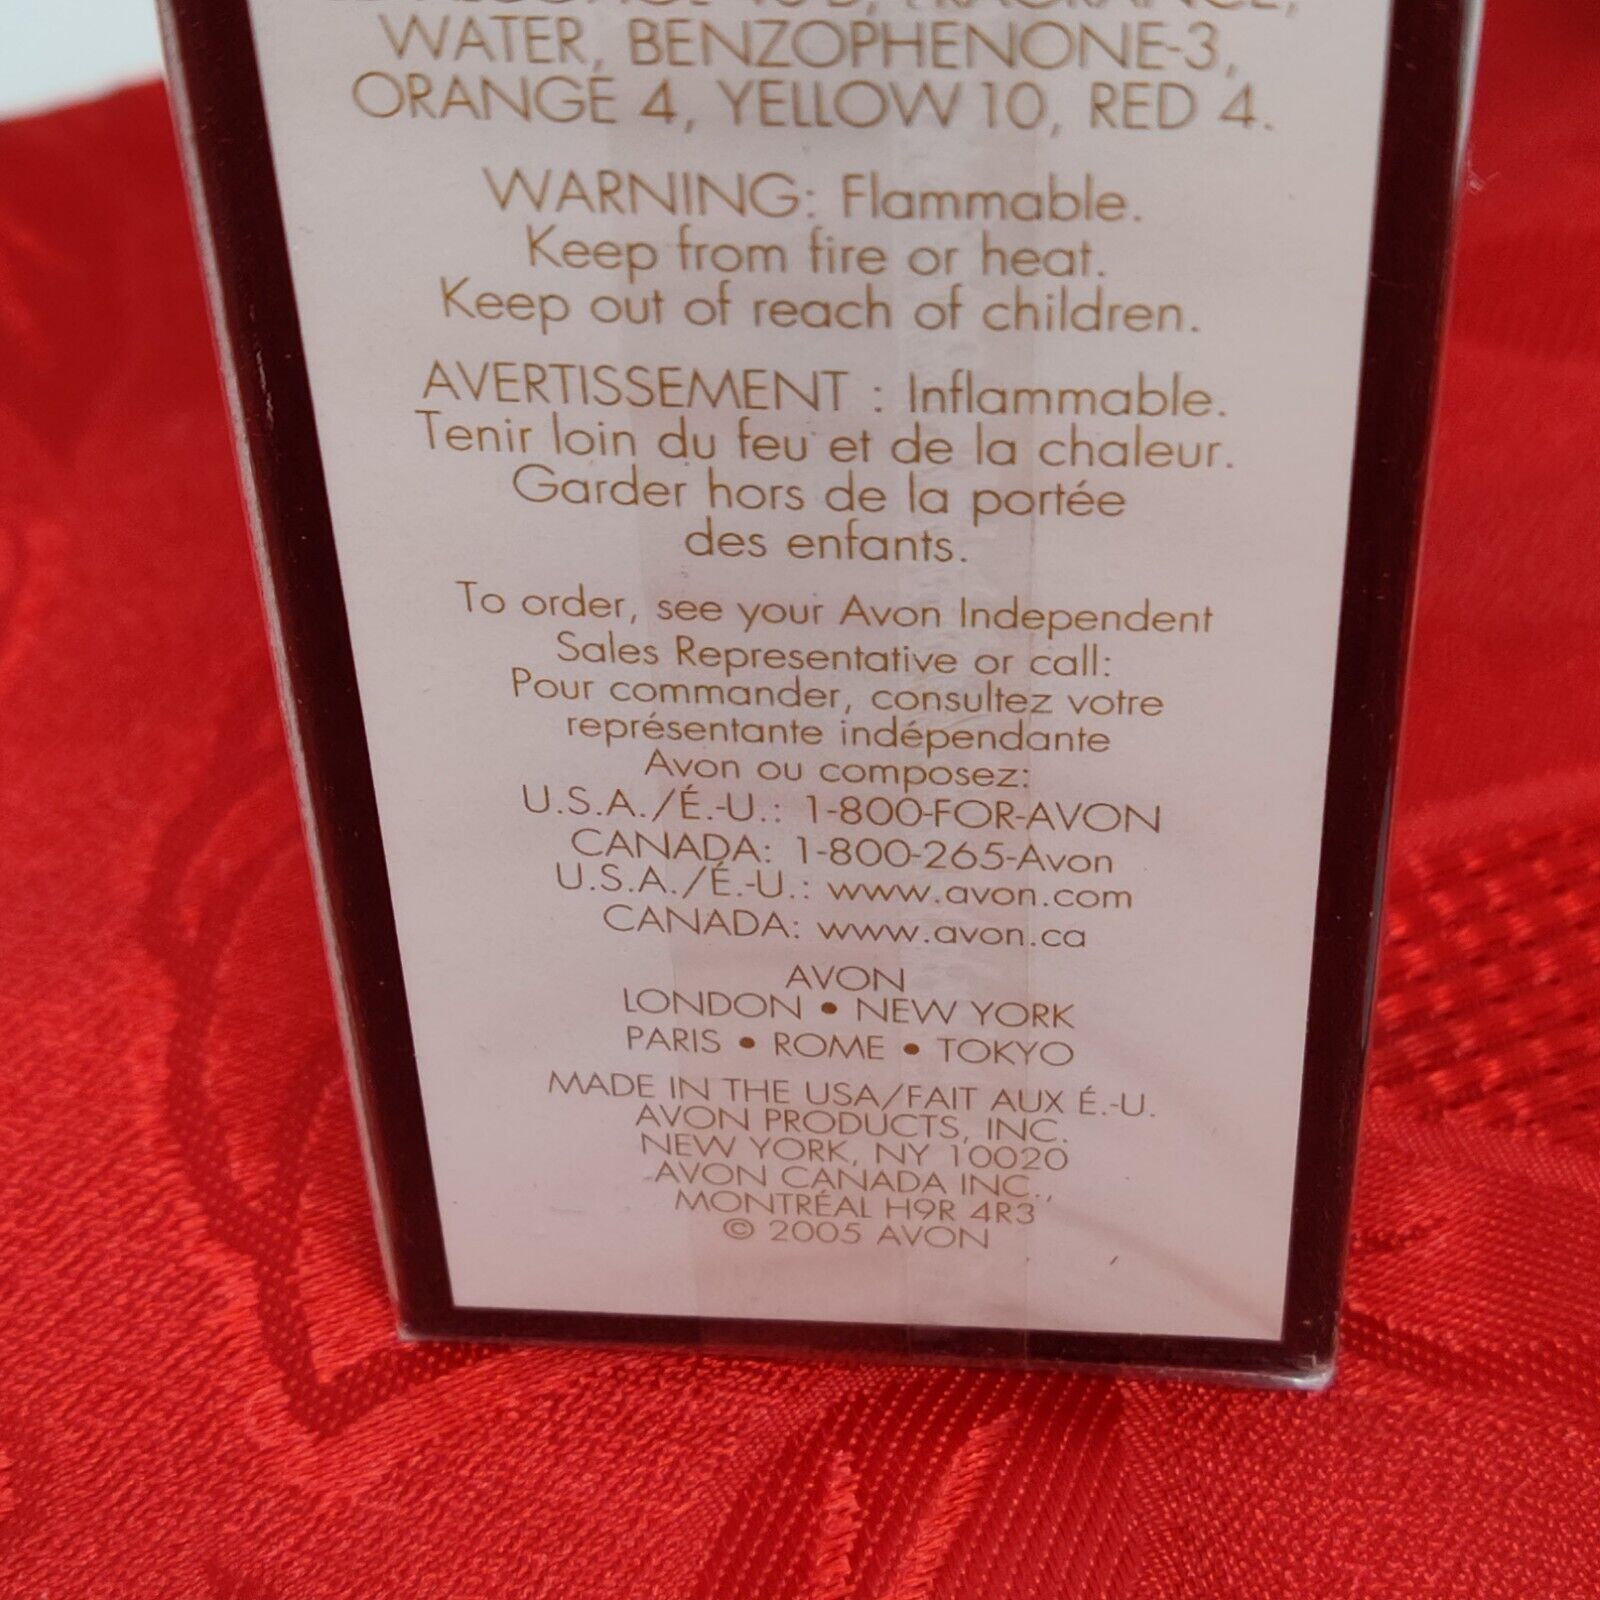 WATER, BENZOPHENONE-3,
ORANGE 4, YELLOW 10, RED 4.
WARNING: Flammable.
Keep from fire or heat.
Keep out of reach of children.
AVERTISSEMENT : Inflammable.
Tenir loin du feu et de la chaleur.
Garder hors de la portée
des enfants.
To order, see your Avon Independent
Sales Representative or call:
Pour commander, consultez votre
représentante indépendante
Avon ou composez:
U.S.A./É.-U.: 1-800-FOR-AVON
CANADA: 1-800-265-Avon
U.S.A./É.-U.: www.avon.com
CANADA: www.avon.ca
AVON
LONDON • NEW YORK
PARIS • ROME • TOKYO
MADE IN THE USA/FAIT AUX É.-U.
AVON PRODUCTS, INC.
NEW YORK, NY 10020
AVON CANADA INC.,
MONTRÉAL H9R 4R3
© 2005 AVON